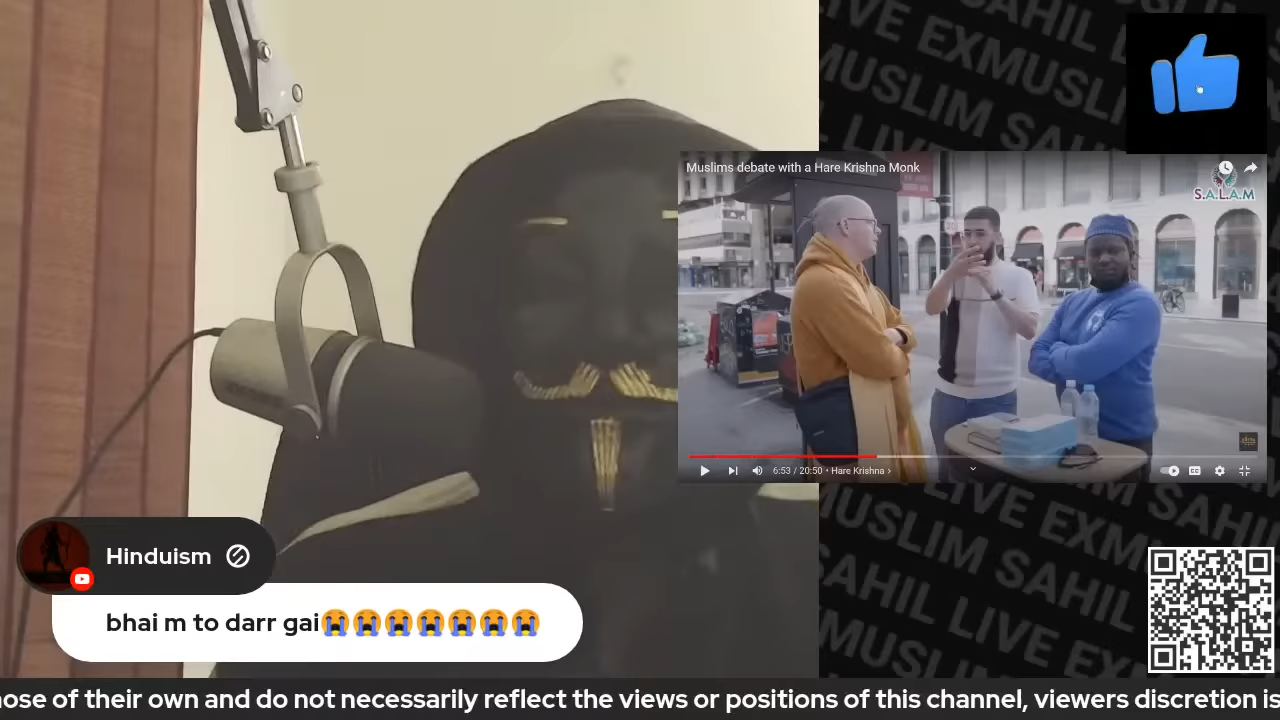 LIVE EXMUSLIM SAHIL
Muslims debate with a Hare Krishna Monk
S.A.L.A.M
6:53 / 20:50 • Hare Krishna ›
Hinduism
bhai m to darr gai😭😭😭😭😭😭😭
hose of their own and do not necessarily reflect the views or positions of this channel, viewers discretion is